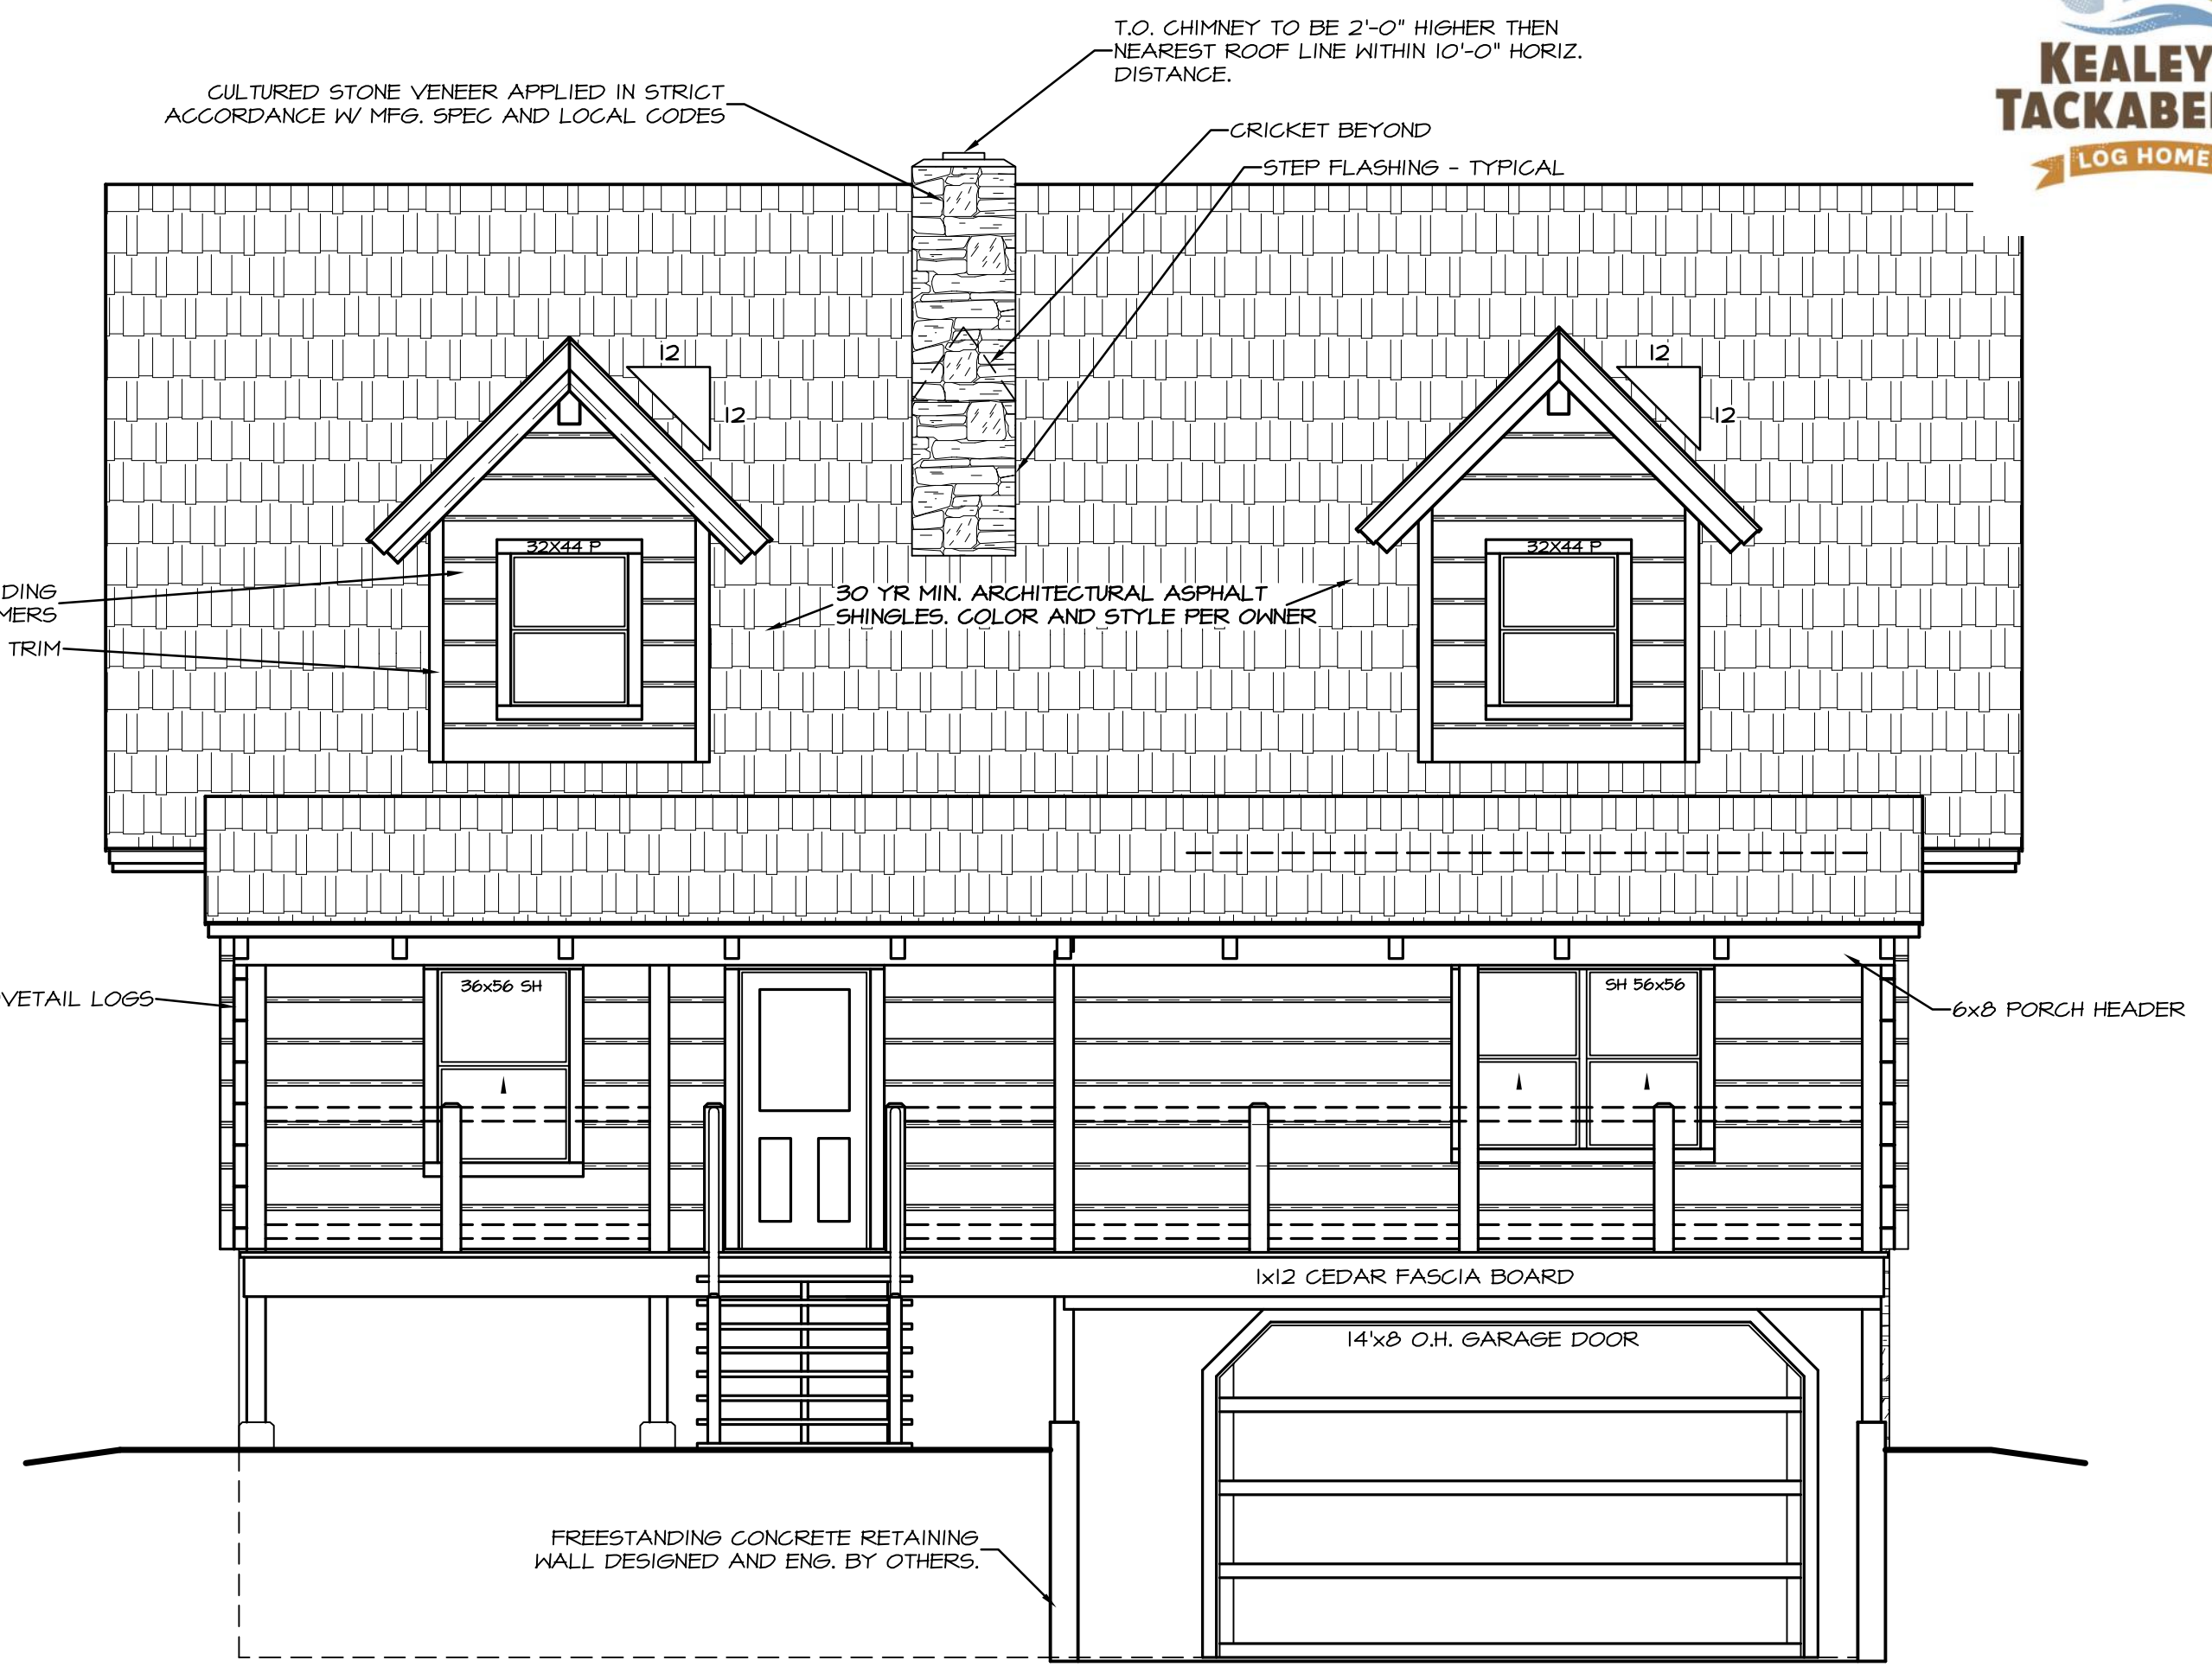 T.O. CHIMNEY TO BE 2'-0" HIGHER THEN
NEAREST ROOF LINE WITHIN 10'-0" HORIZ.
DISTANCE.
KEALEY
TACKABE
LOG HOME
CULTURED STONE VENEER APPLIED IN STRICT
ACCORDANCE W/ MFG. SPEC AND LOCAL CODES
CRICKET BEYOND
STEP FLASHING - TYPICAL
12
12
12
12
32X44 P
32X44 P
DING
MERS
TRIM
30 YR MIN. ARCHITECTURAL ASPHALT
SHINGLES. COLOR AND STYLE PER OWNER
36x56 SH
SH 56x56
VETAIL LOGS
6x8 PORCH HEADER
1x12 CEDAR FASCIA BOARD
14'x8 O.H. GARAGE DOOR
FREESTANDING CONCRETE RETAINING
WALL DESIGNED AND ENG. BY OTHERS.